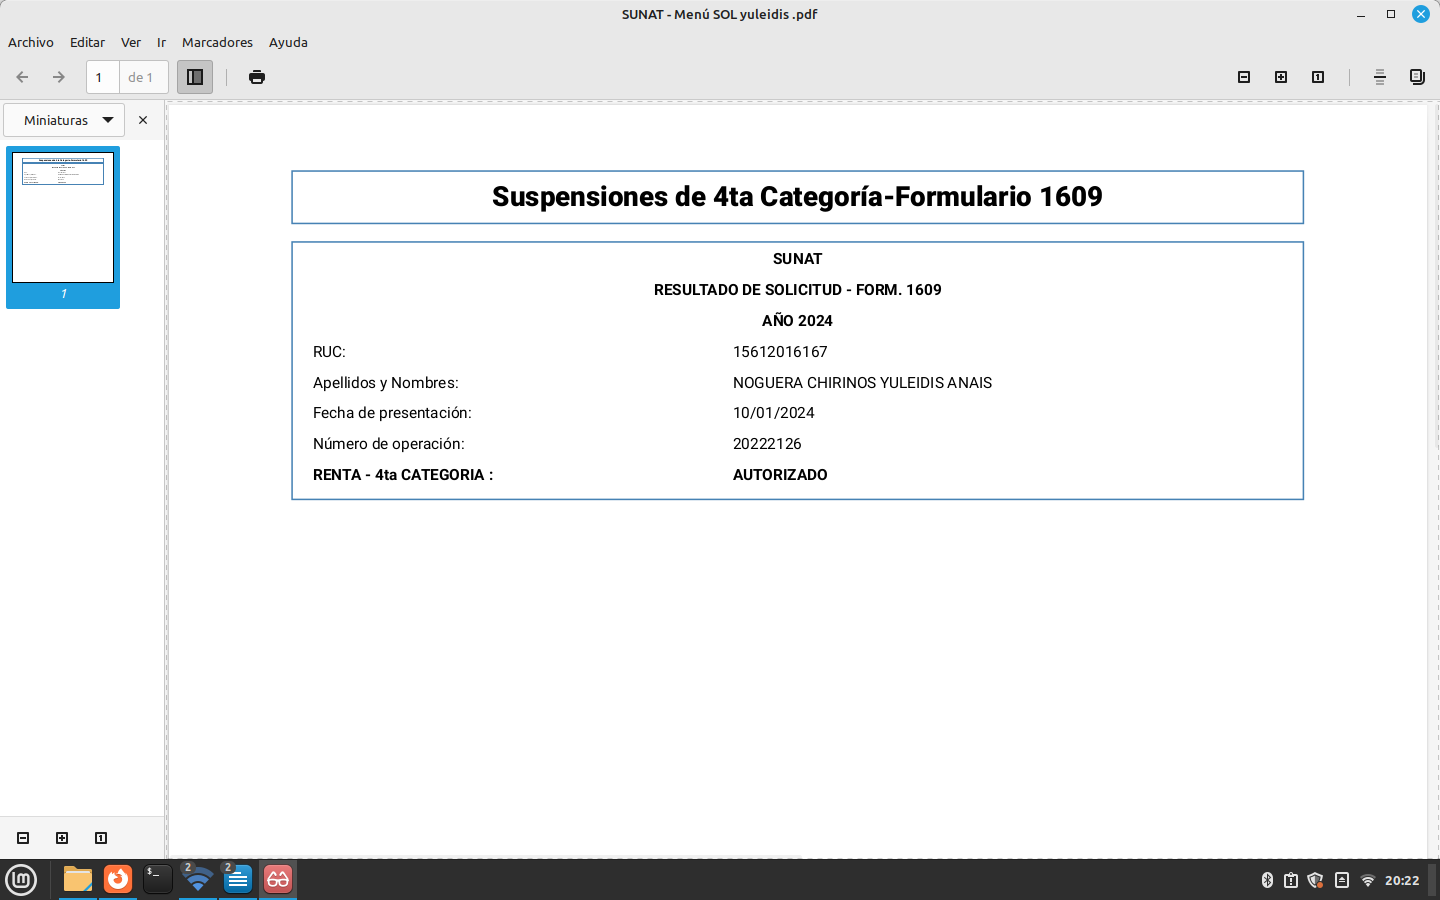 SUNAT - Menú SOL yuleidis .pdf
Archivo Editar Ver Ir Marcadores Ayuda
1 de 1
Miniaturas
1
Suspensiones de 4ta Categoría-Formulario 1609
SUNAT
RESULTADO DE SOLICITUD - FORM. 1609
AÑO 2024
RUC: 15612016167
Apellidos y Nombres: NOGUERA CHIRINOS YULEIDIS ANAIS
Fecha de presentación: 10/01/2024
Número de operación: 20222126
RENTA - 4ta CATEGORIA : AUTORIZADO
2 2 20:22